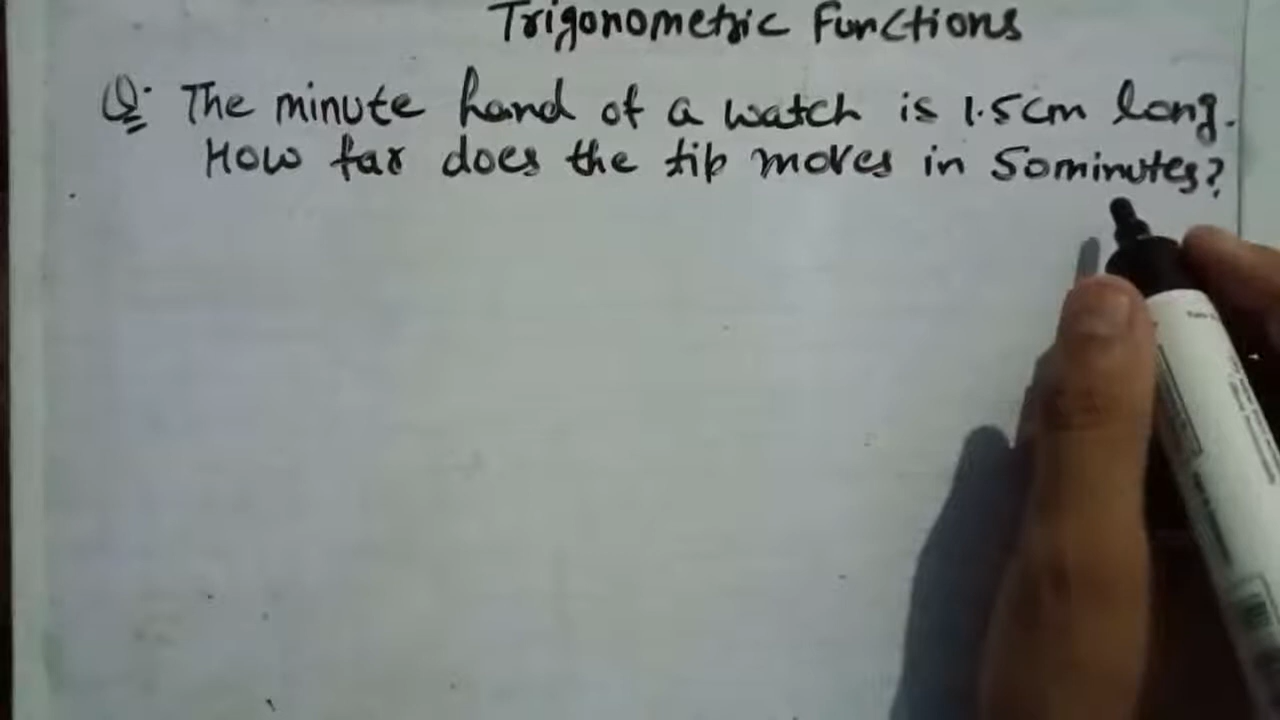 Trigonometric Functions
Q. The minute hand of a watch is 1.5cm long.
How far does the tip moves in 50minutes?